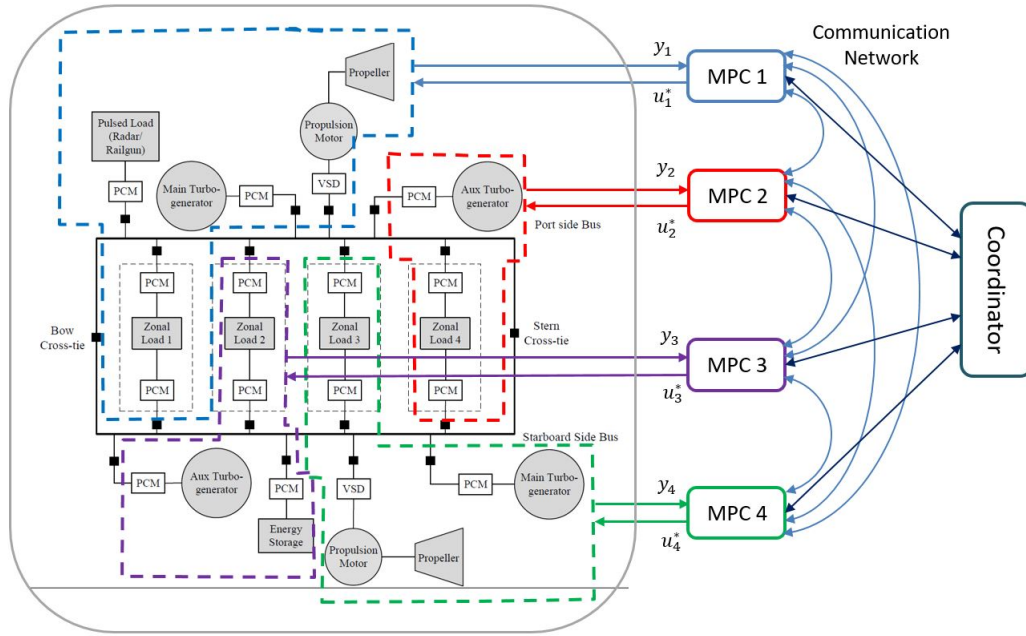 Communication
Network
Propeller
y₁
u₁*
MPC 1
Propulsion
Motor
Pulsed Load
(Radar/
Railgun)
PCM
Main Turbo-
generator
PCM
VSD
PCM
Aux Turbo-
generator
y₂
u₂*
MPC 2
Port side Bus
Coordinator
PCM
PCM
PCM
PCM
Bow
Cross-tie
Zonal
Load 1
Zonal
Load 2
Zonal
Load 3
Zonal
Load 4
Stern
Cross-tie
y₃
u₃*
MPC 3
PCM
PCM
PCM
PCM
Starboard Side Bus
PCM
Aux Turbo-
generator
PCM
VSD
PCM
Main Turbo-
generator
y₄
u₄*
MPC 4
Energy
Storage
Propulsion
Motor
Propeller